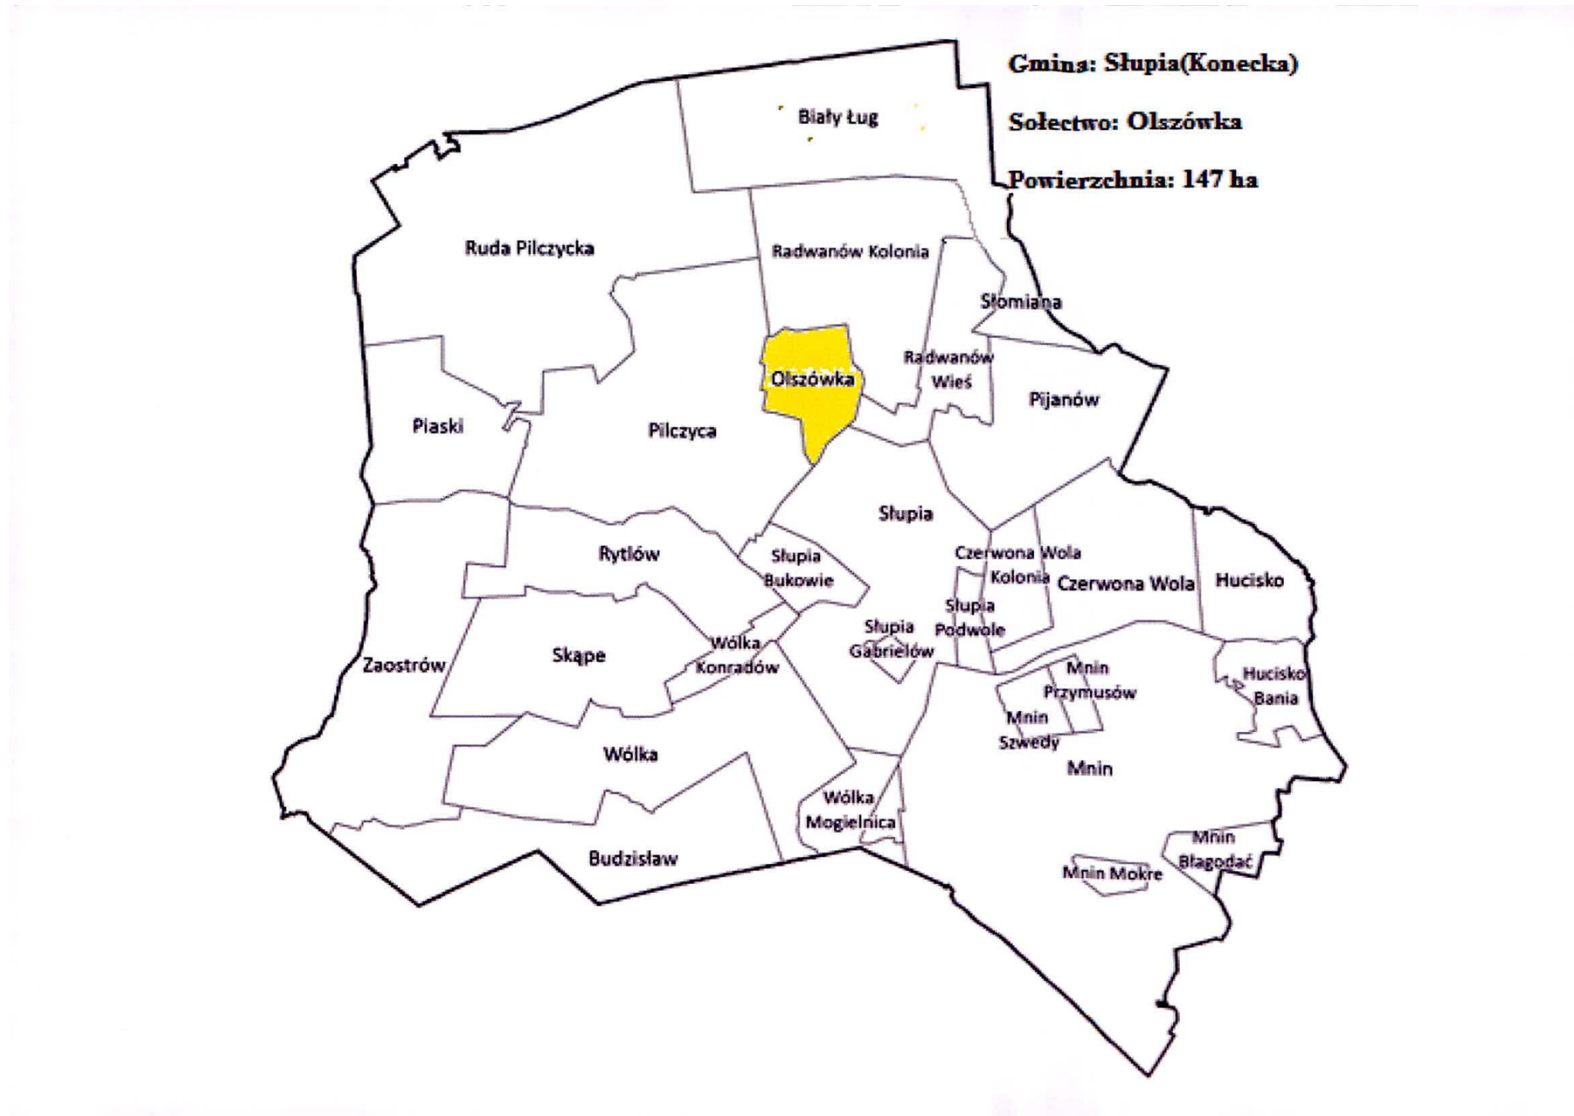 Gmina: Słupia(Konecka)
Sołectwo: Olszówka
Powierzchnia: 147 ha
Biały Ług
Ruda Pilczycka
Radwanów Kolonia
Słomiana
Radwanów
Wieś
Olszówka
Pijanów
Piaski
Pilczyca
Słupia
Rytlów
Słupia
Bukowie
Czerwona Wola
Kolonia
Czerwona Wola
Hucisko
Słupia
Podwole
Słupia
Gabrielów
Wólka
Konradów
Skąpe
Zaostrów
Mnin
Przymusów
Hucisko
Bania
Mnin
Szwedy
Wólka
Mnin
Wólka
Mogielnica
Budzisław
Mnin
Błagodać
Mnin Mokre